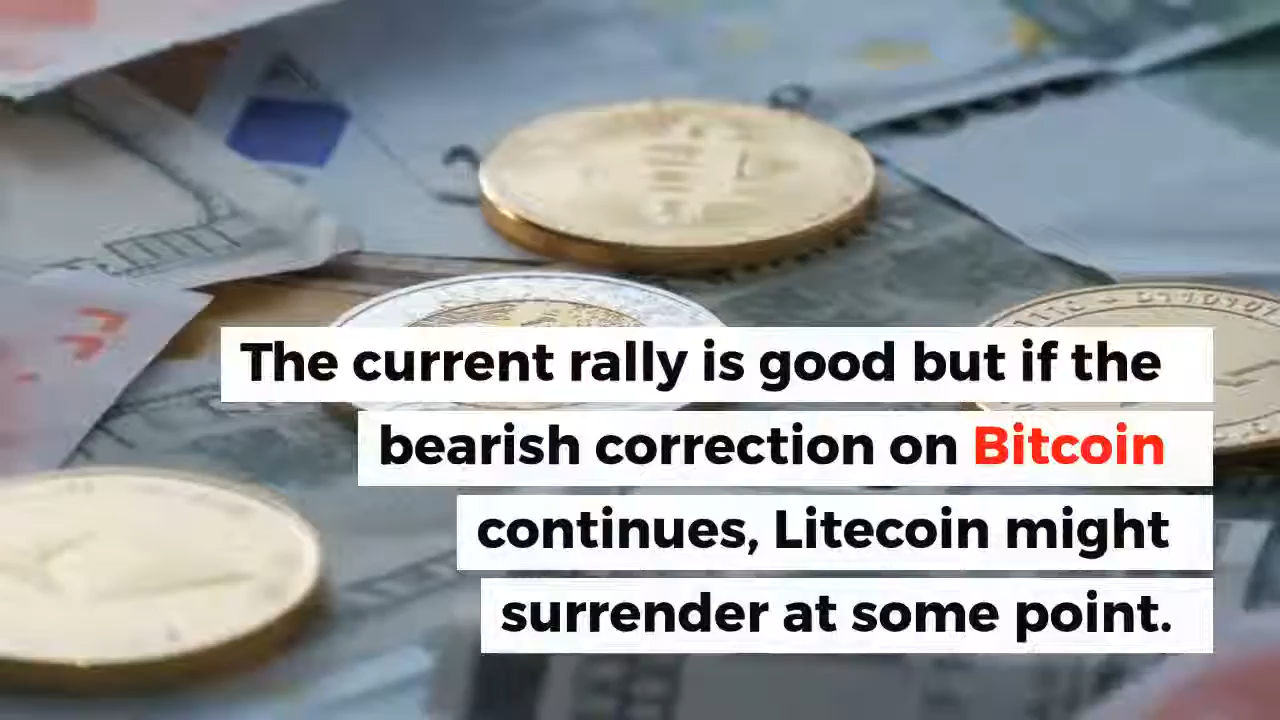 The current rally is good but if the
bearish correction on Bitcoin
continues, Litecoin might
surrender at some point.